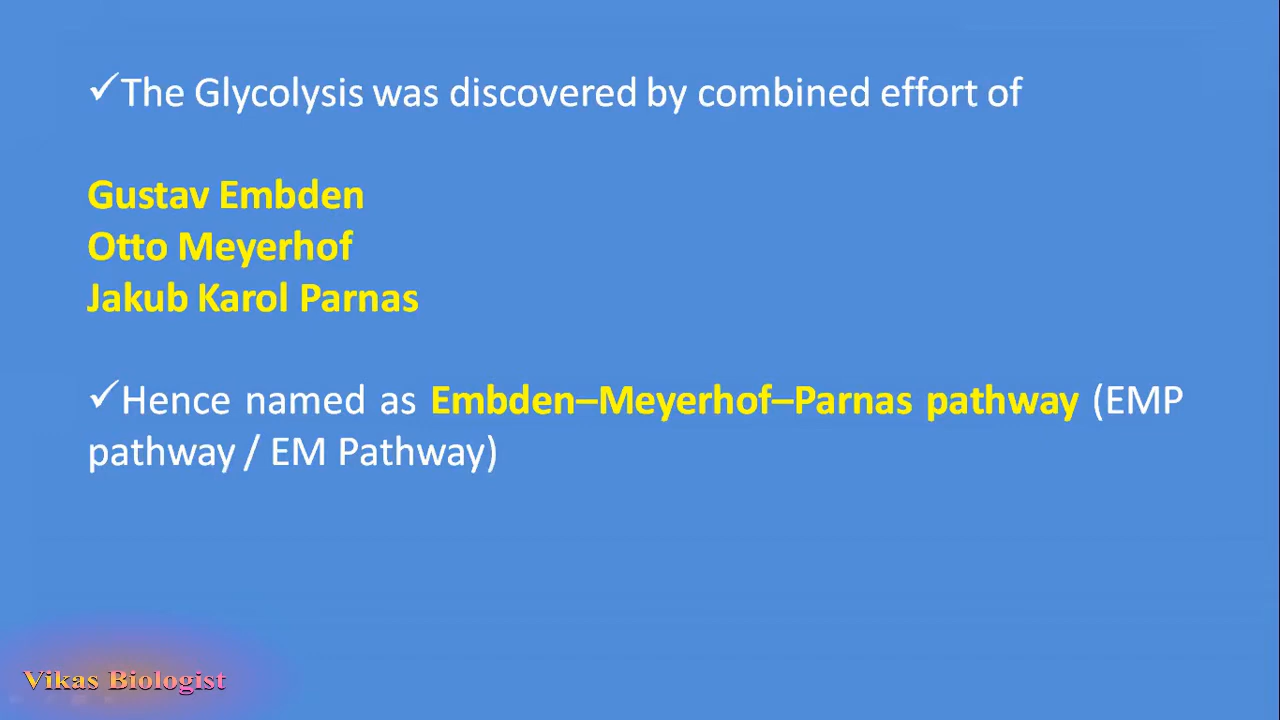 ✓The Glycolysis was discovered by combined effort of
Gustav Embden
Otto Meyerhof
Jakub Karol Parnas
✓Hence named as Embden–Meyerhof–Parnas pathway (EMP
pathway / EM Pathway)
Vikas Biologist